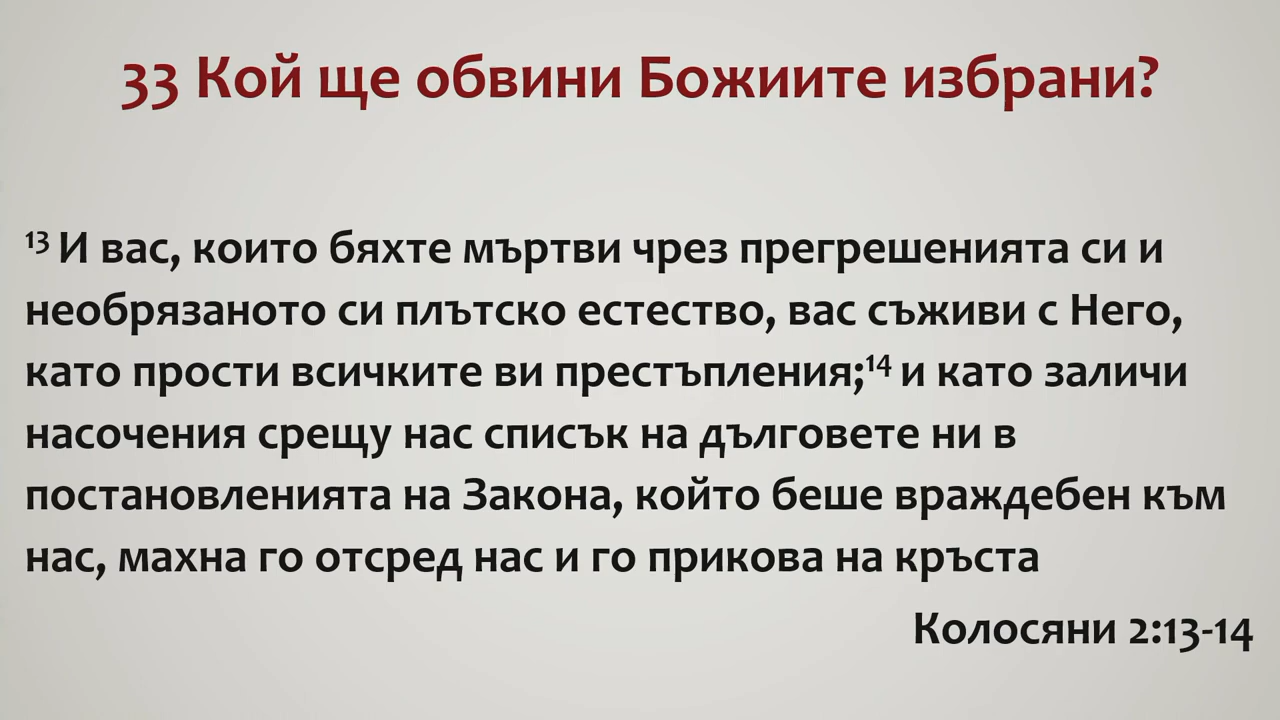 33 Кой ще обвини Божиите избрани?
13 И вас, които бяхте мъртви чрез прегрешенията си и
необрязаното си плътско естество, вас съживи с Него,
като прости всичките ви престъпления;14 и като заличи
насочения срещу нас списък на дълговете ни в
постановленията на Закона, който беше враждебен към
нас, махна го отсред нас и го прикова на кръста
Колосяни 2:13-14